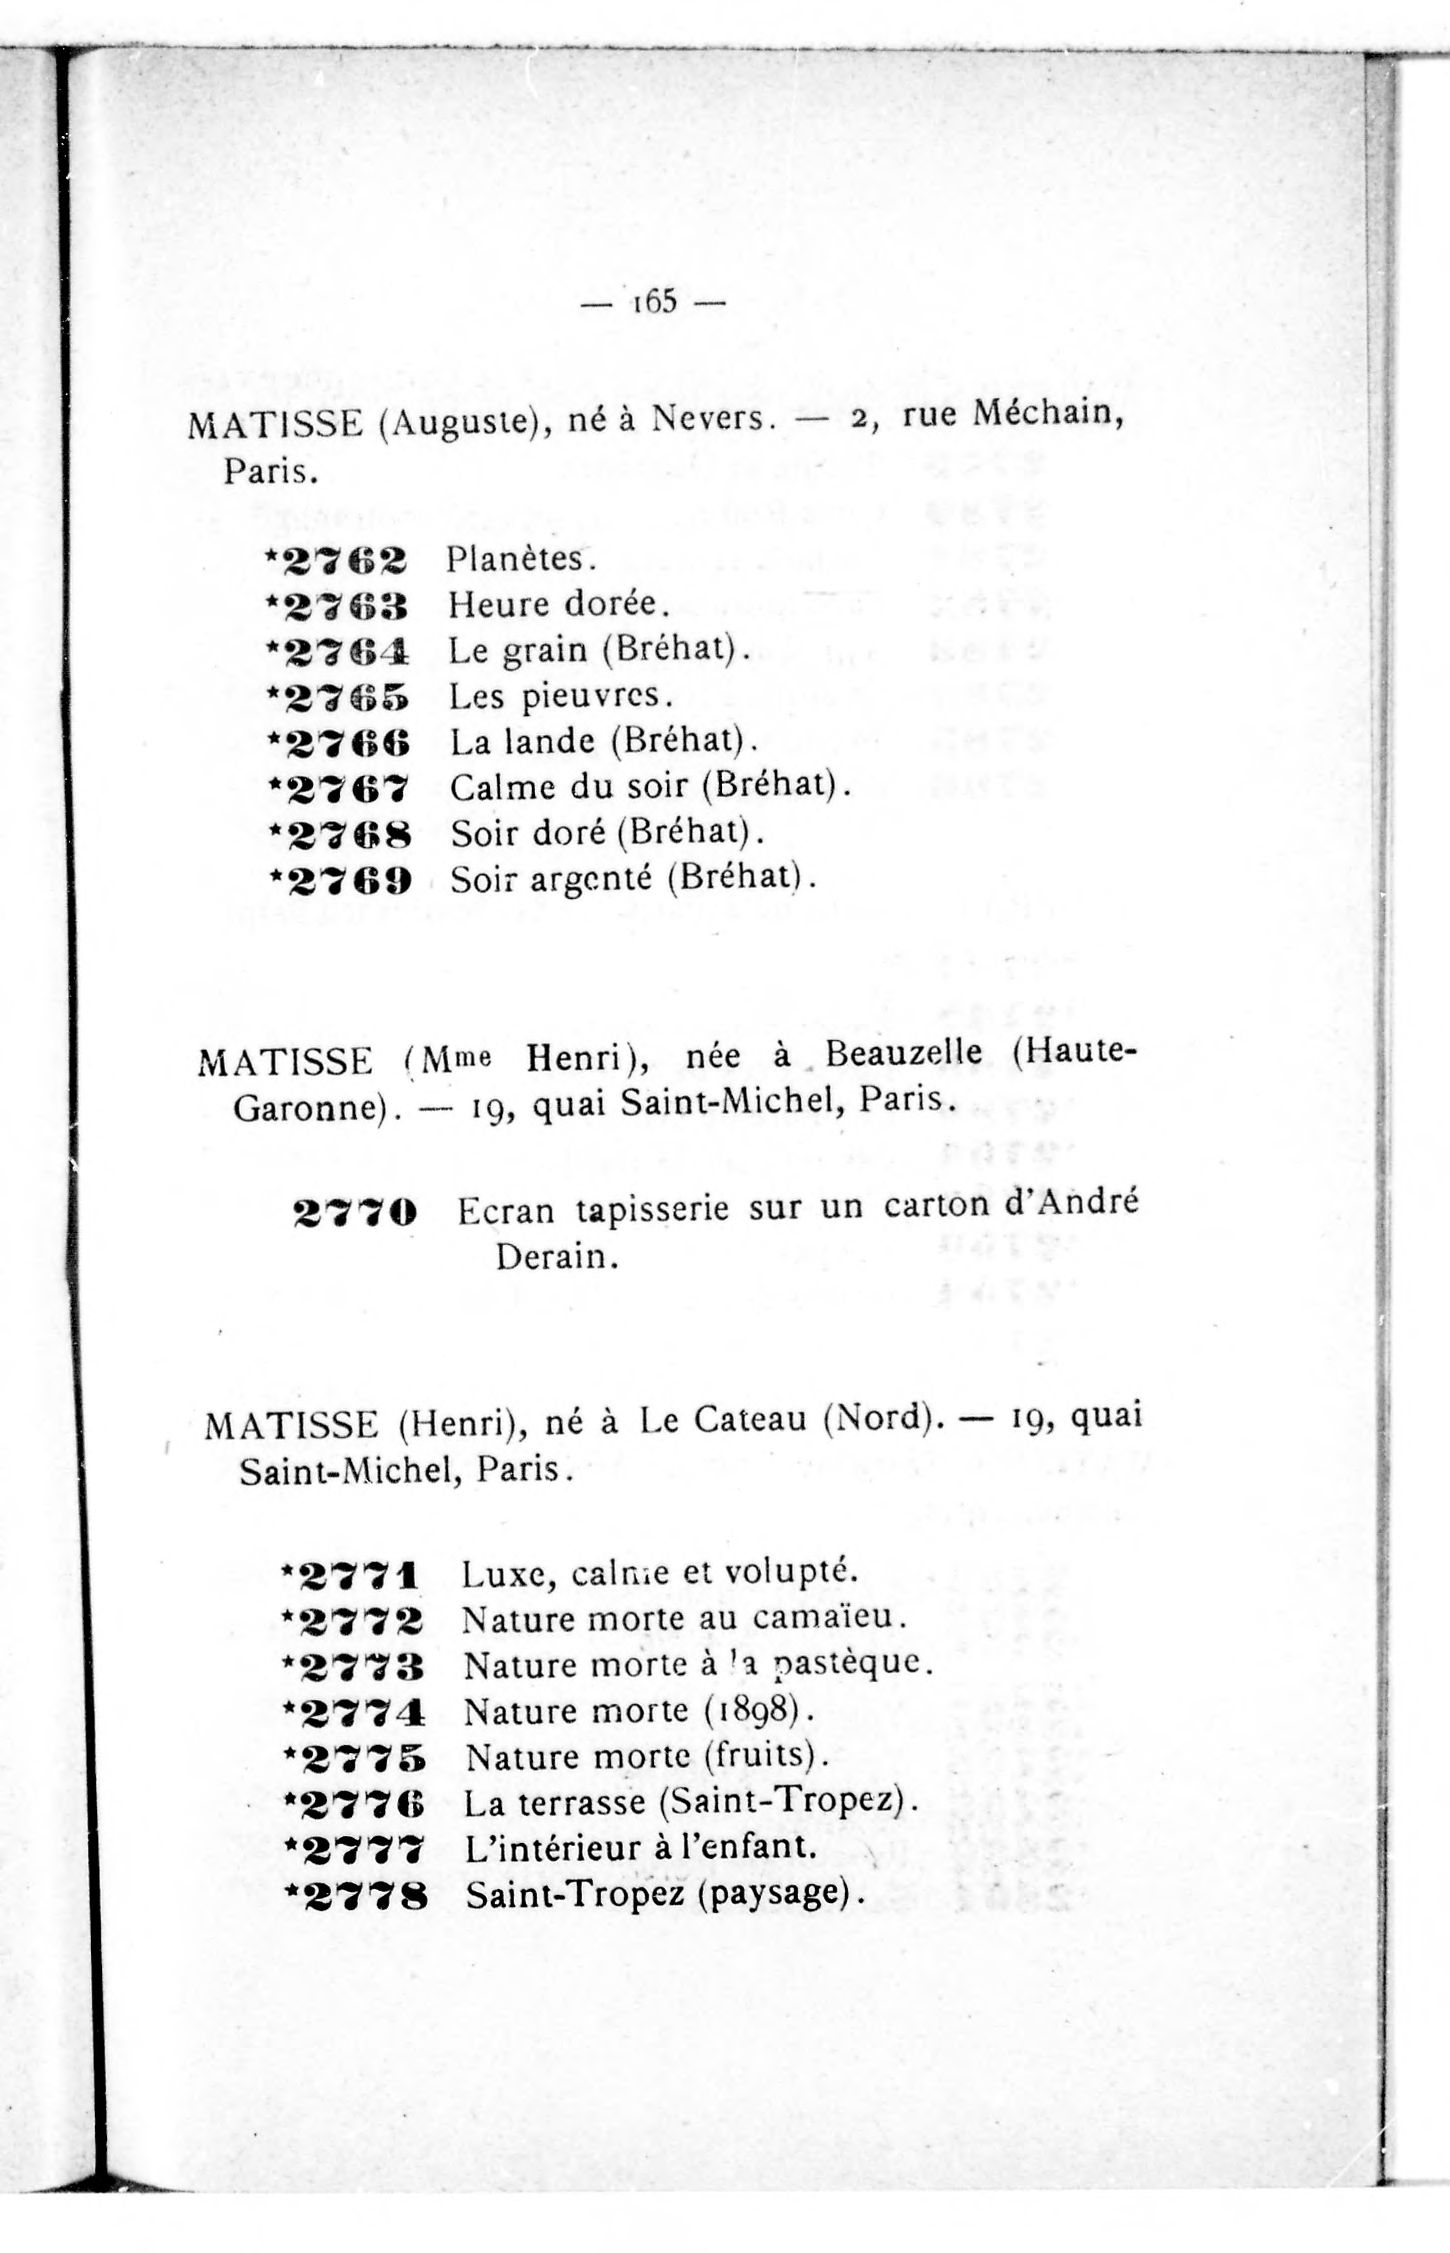 — 165 —
MATISSE (Auguste), né à Nevers. — 2, rue Méchain,
Paris.
*2762 Planètes.
*2763 Heure dorée.
*2764 Le grain (Bréhat).
*2765 Les pieuvres.
*2766 La lande (Bréhat).
*2767 Calme du soir (Bréhat).
*2768 Soir doré (Bréhat).
*2769 Soir argenté (Bréhat).
MATISSE (Mme Henri), née à Beauzelle (Haute-
Garonne). — 19, quai Saint-Michel, Paris.
2770 Ecran tapisserie sur un carton d'André
Derain.
MATISSE (Henri), né à Le Cateau (Nord). — 19, quai
Saint-Michel, Paris.
*2771 Luxe, calme et volupté.
*2772 Nature morte au camaïeu.
*2773 Nature morte à la pastèque.
*2774 Nature morte (1898).
*2775 Nature morte (fruits).
*2776 La terrasse (Saint-Tropez).
*2777 L'intérieur à l'enfant.
*2778 Saint-Tropez (paysage).